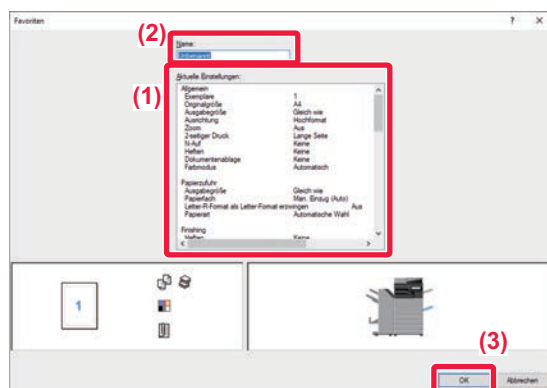 Favoriten ? X
(2)
Name:
Unbenannt
(1)
Aktuelle Einstellungen:
Allgemein
Exemplare 1
Originalgröße A4
Ausgabegröße Gleich wie
Ausrichtung Hochformat
Zoom Aus
2-seitiger Druck Lange Seite
N-Auf Keine
Heften Keine
Dokumentenablage Keine
Farbmodus Automatisch
Papierzufuhr
Ausgabegröße Gleich wie
Papierfach Man. Einzug (Auto)
Letter-R-Format als Letter-Format erzwingen Aus
Papierart Automatische Wahl
Finishing
Heften Keine
1
(3)
OK Abbrechen